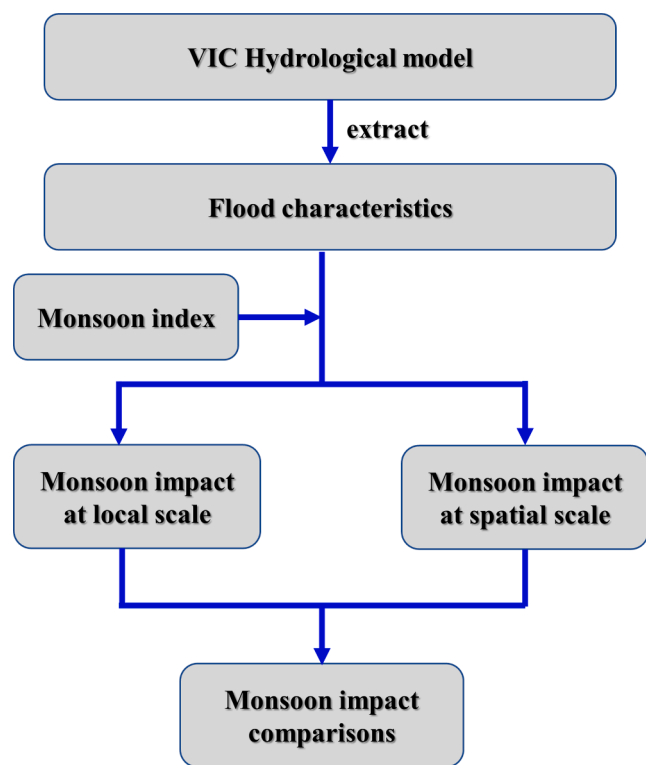 VIC Hydrological model
extract
Flood characteristics
Monsoon index
Monsoon impact
at local scale
Monsoon impact
at spatial scale
Monsoon impact
comparisons